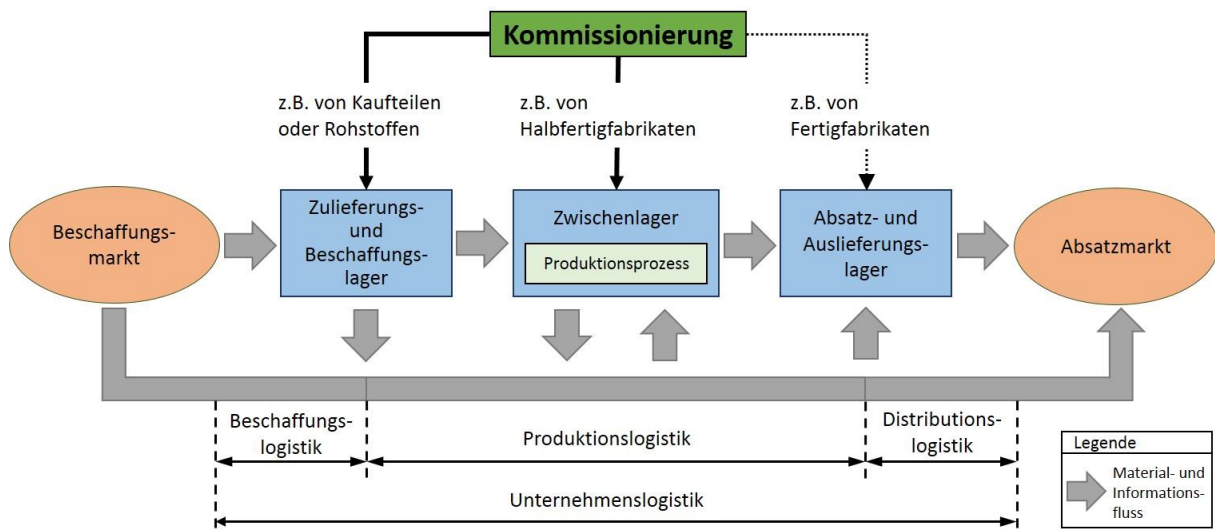 Kommissionierung
z.B. von Kaufteilen
oder Rohstoffen
z.B. von
Halbfertigfabrikaten
z.B. von
Fertigfabrikaten
Beschaffungs-
markt
Zulieferungs-
und
Beschaffungs-
lager
Zwischenlager
Produktionsprozess
Absatz- und
Auslieferungs-
lager
Absatzmarkt
Beschaffungs-
logistik
Produktionslogistik
Distributions-
logistik
Unternehmenslogistik
Legende
Material- und
Informations-
fluss